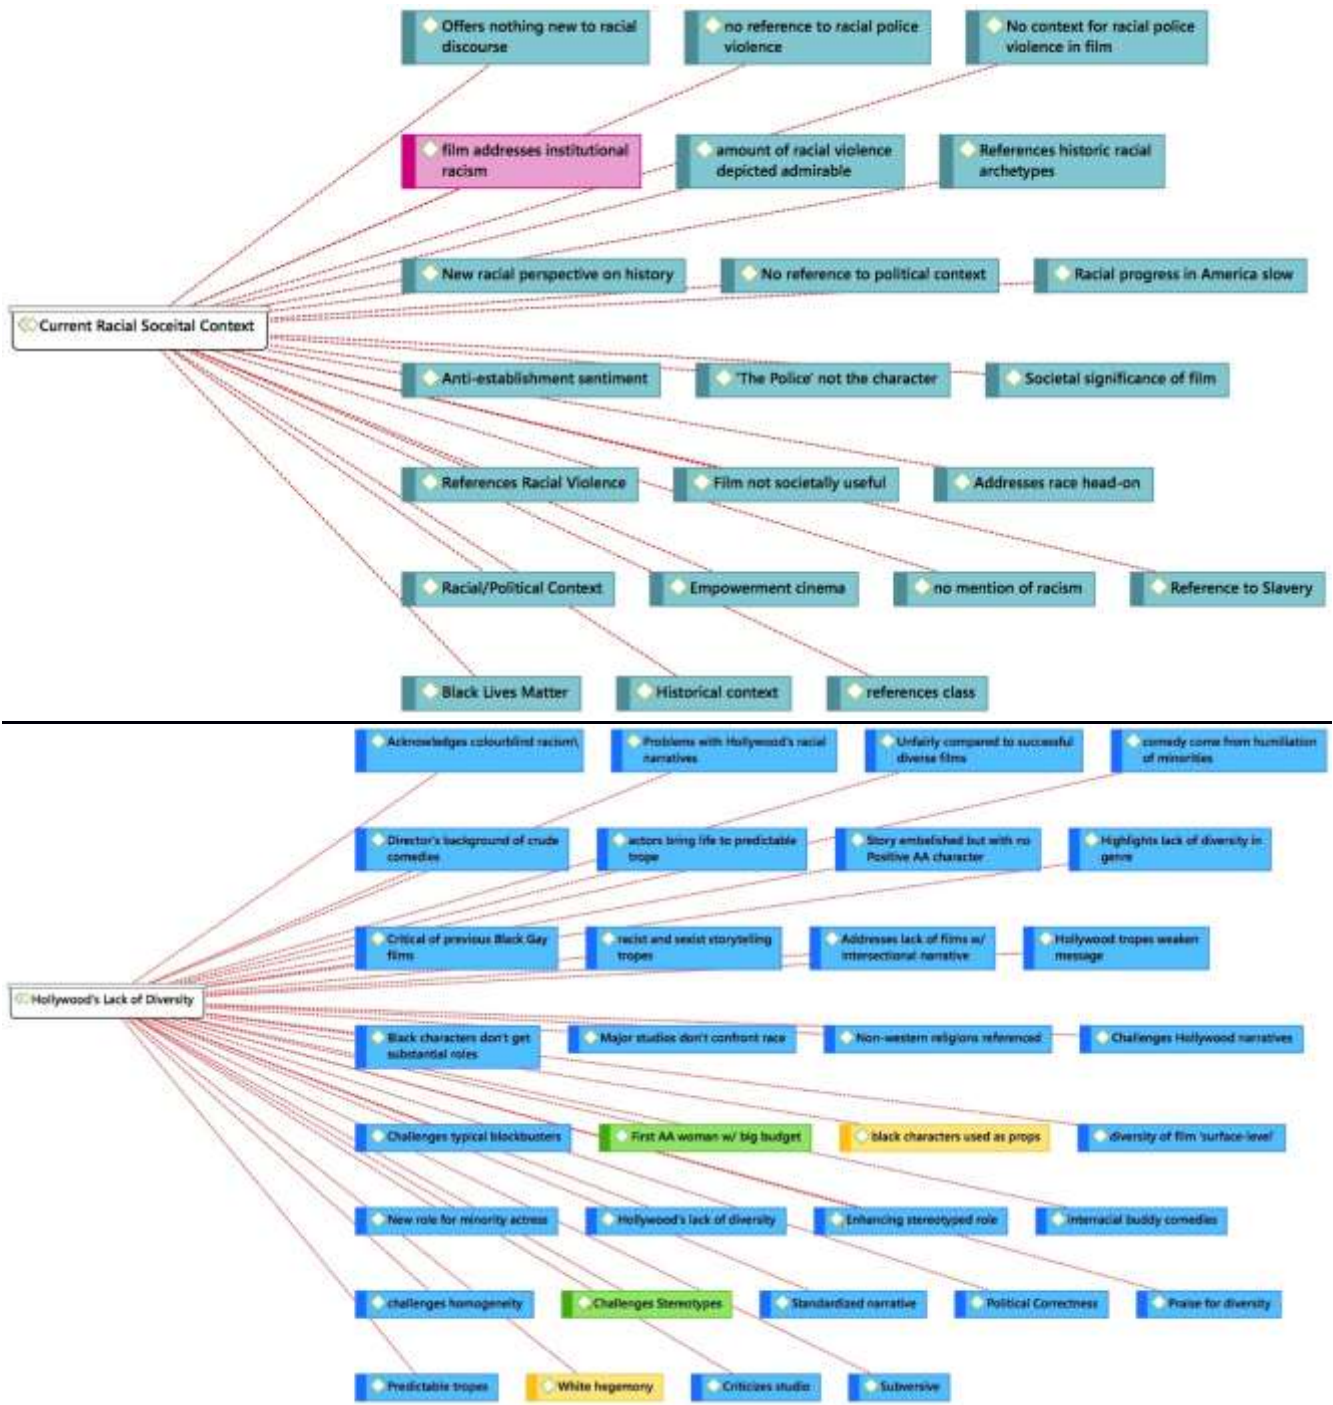 Offers nothing new to racial
discourse
no reference to racial police
violence
No context for racial police
violence in film
film addresses institutional
racism
amount of racial violence
depicted admirable
References historic racial
archetypes
New racial perspective on history
No reference to political context
Racial progress in America slow
Current Racial Soceital Context
Anti-establishment sentiment
'The Police' not the character
Societal significance of film
References Racial Violence
Film not societally useful
Addresses race head-on
Racial/Political Context
Empowerment cinema
no mention of racism
Reference to Slavery
Black Lives Matter
Historical context
references class
Acknowledges colourblind racism\
Problems with Hollywood's racial
narratives
Unfairly compared to successful
diverse films
comedy come from humiliation
of minorities
Director's background of crude
comedies
actors bring life to predictable
trope
Story embelished but with no
Positive AA character
Highlights lack of diversity in
genre
Critical of previous Black Gay
films
racist and sexist storytelling
tropes
Addresses lack of films w/
intersectional narrative
Hollywood tropes weaken
message
Hollywood's Lack of Diversity
Black characters don't get
substantial roles
Major studios don't confront race
Non-western religions referenced
Challenges Hollywood narratives
Challenges typical blockbusters
First AA woman w/ big budget
black characters used as props
diversity of film 'surface-level'
New role for minority actress
Hollywood's lack of diversity
Enhancing stereotyped role
Interracial buddy comedies
challenges homogeneity
Challenges Stereotypes
Standardized narrative
Political Correctness
Praise for diversity
Predictable tropes
White hegemony
Criticizes studio
Subversive